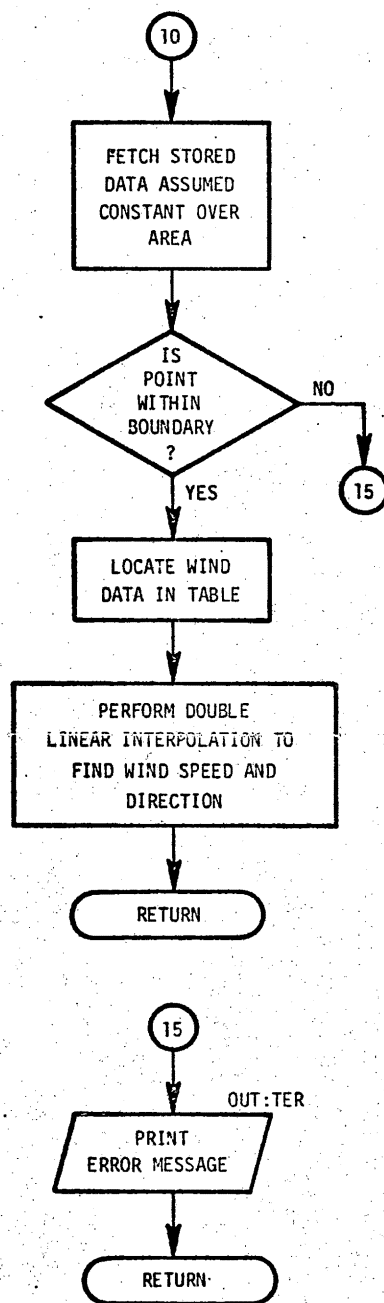 10
FETCH STORED
DATA ASSUMED
CONSTANT OVER
AREA
IS
POINT
WITHIN
BOUNDARY
?
NO
15
YES
LOCATE WIND
DATA IN TABLE
PERFORM DOUBLE
LINEAR INTERPOLATION TO
FIND WIND SPEED AND
DIRECTION
RETURN
15
OUT:TER
PRINT
ERROR MESSAGE
RETURN